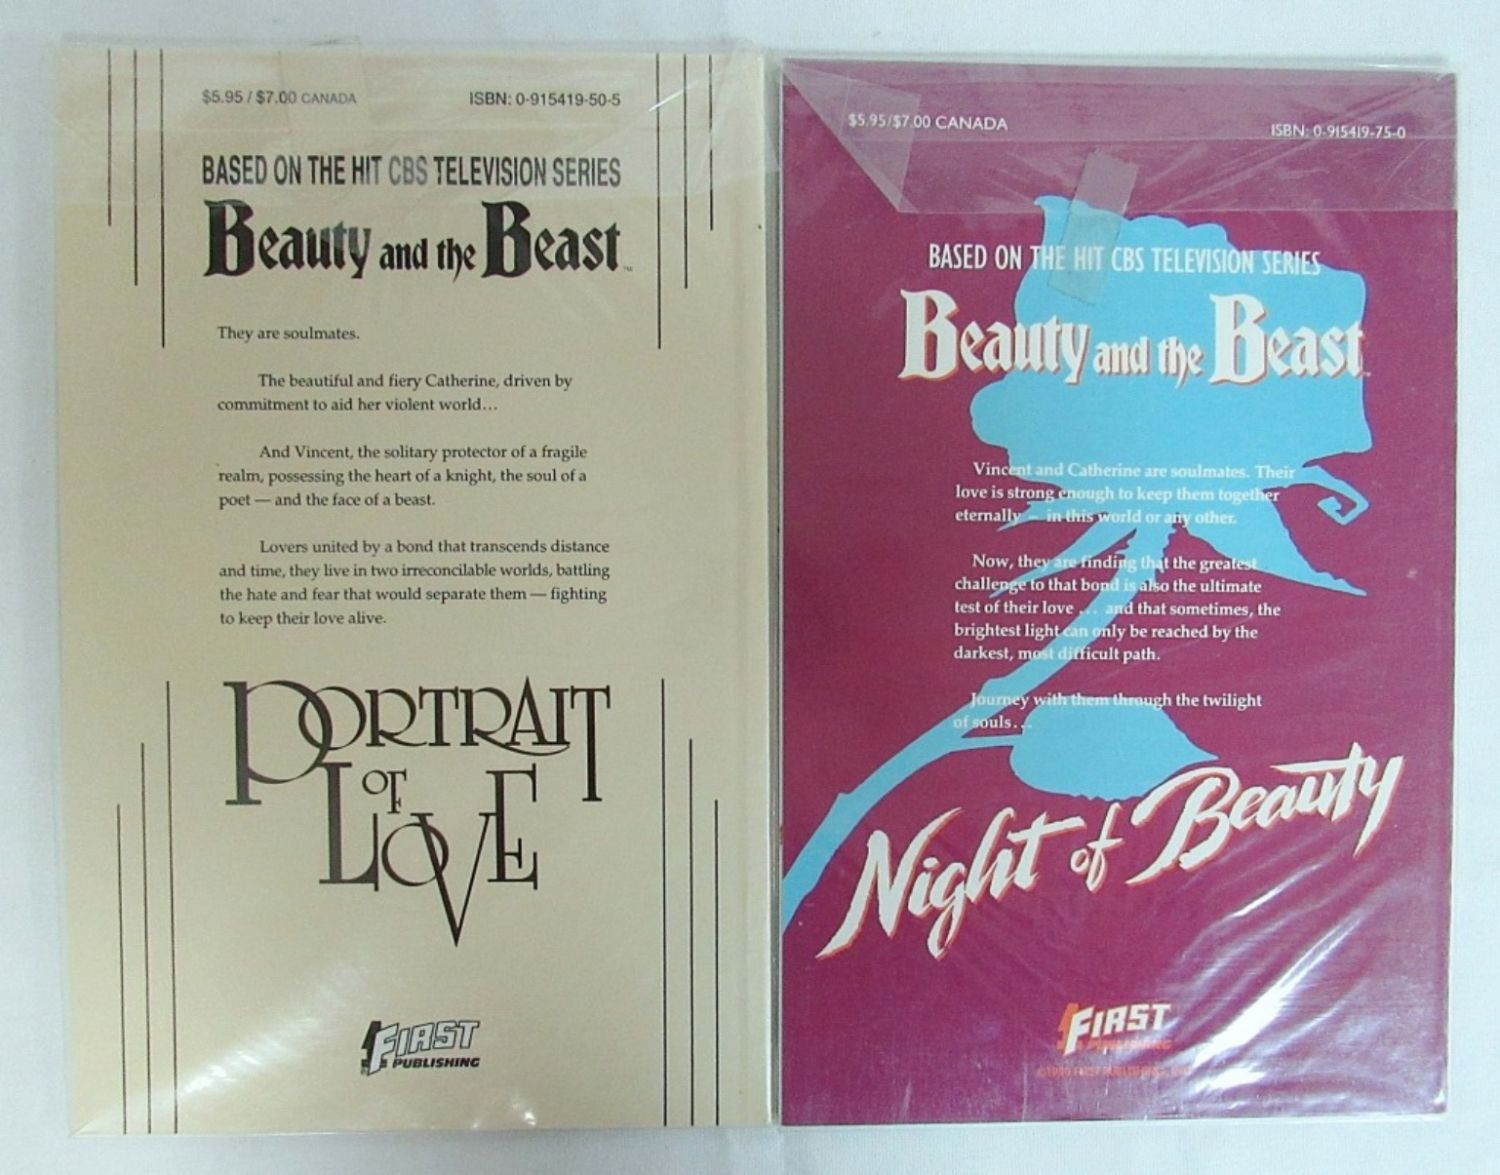 $5.95 / $7.00 CANADA
ISBN: 0-915419-50-5
BASED ON THE HIT CBS TELEVISION SERIES
Beauty and the Beast™
They are soulmates.
The beautiful and fiery Catherine, driven by
commitment to aid her violent world...
And Vincent, the solitary protector of a fragile
realm, possessing the heart of a knight, the soul of a
poet — and the face of a beast.
Lovers united by a bond that transcends distance
and time, they live in two irreconcilable worlds, battling
the hate and fear that would separate them — fighting
to keep their love alive.
PORTRAIT
OF
LOVE
FIRST
PUBLISHING
$5.95/$7.00 CANADA
ISBN: 0-915419-75-0
BASED ON THE HIT CBS TELEVISION SERIES
Beauty and the Beast
Vincent and Catherine are soulmates. Their
love is strong enough to keep them together
eternally – in this world or any other.
Now, they are finding that the greatest
challenge to that bond is also the ultimate
test of their love ... and that sometimes, the
brightest light can only be reached by the
darkest, most difficult path.
Journey with them through the twilight
of souls...
Night of Beauty
FIRST
PUBLISHING
©1990 FIRST PUBLISHING, INC.